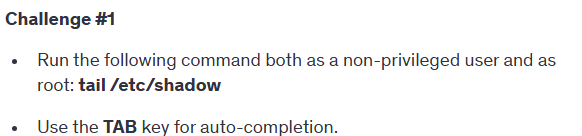 Challenge #1
• Run the following command both as a non-privileged user and as
root: tail /etc/shadow
• Use the TAB key for auto-completion.